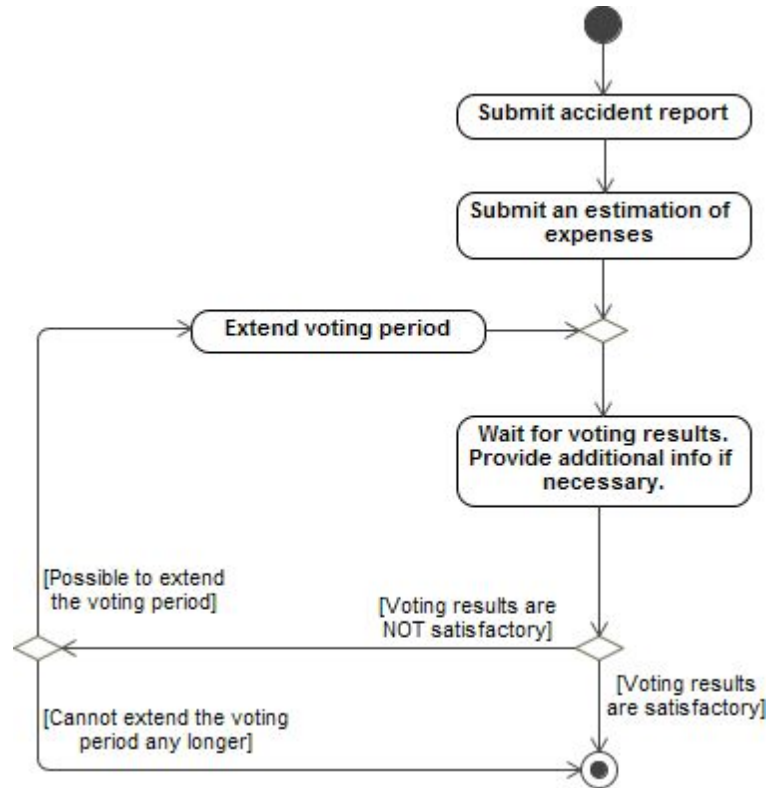 Submit accident report
Submit an estimation of
expenses
Extend voting period
Wait for voting results.
Provide additional info if
necessary.
[Possible to extend
the voting period]
[Voting results are
NOT satisfactory]
[Voting results
are satisfactory]
[Cannot extend the voting
period any longer]